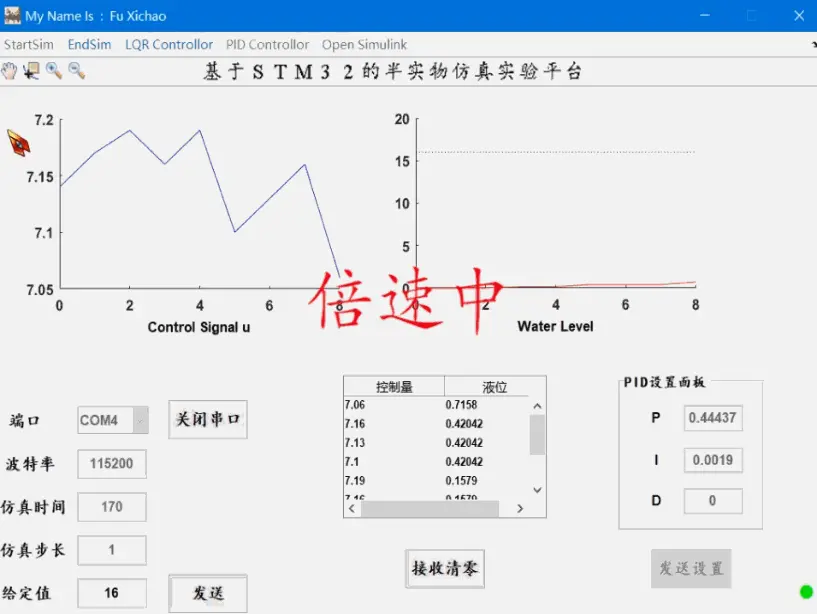 My Name Is : Fu Xichao
StartSim EndSim LQR Controllor PID Controllor Open Simulink
基于STM32的半实物仿真实验平台
7.2
7.15
7.1
7.05
0 2 4 6 8
Control Signal u
20
15
10
5
0
2 4 6 8
Water Level
倍速中
端口 COM4 关闭串口
波特率 115200
仿真时间 170
仿真步长 1
给定值 16 发送
控制量 液位
7.06 0.7158
7.16 0.42042
7.13 0.42042
7.1 0.42042
7.19 0.1579
7.16 0.1579
接收清零
PID设置面板
P 0.44437
I 0.0019
D 0
发送设置